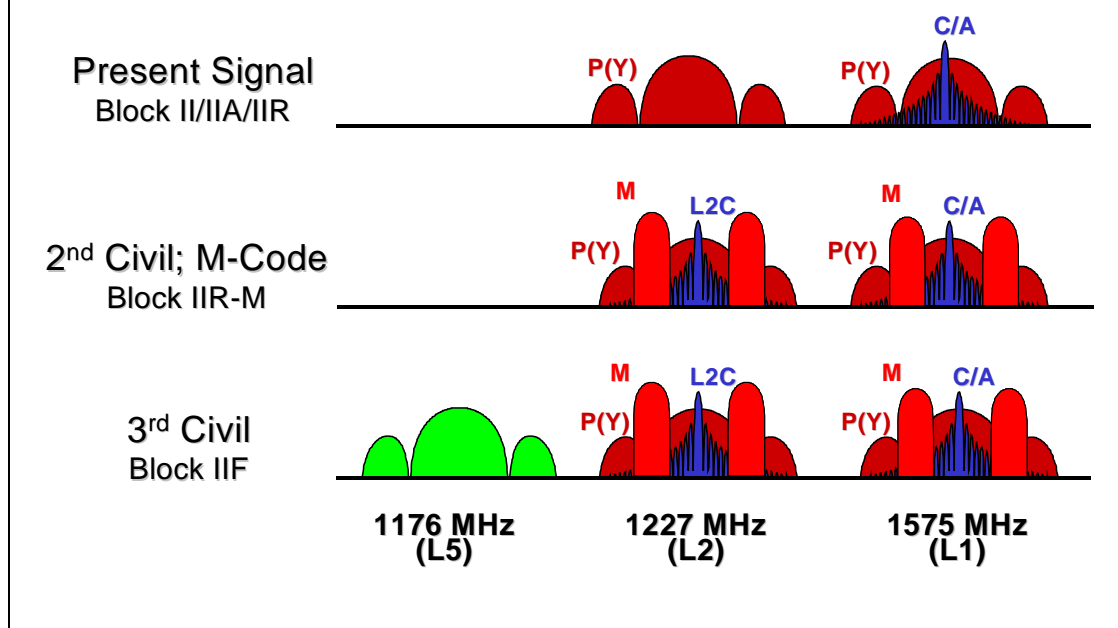 C/A
P(Y)
P(Y)
Present Signal
Block II/IIA/IIR
M
M
L2C
C/A
P(Y)
P(Y)
2nd Civil; M-Code
Block IIR-M
M
M
L2C
C/A
P(Y)
P(Y)
3rd Civil
Block IIF
1176 MHz
(L5)
1227 MHz
(L2)
1575 MHz
(L1)